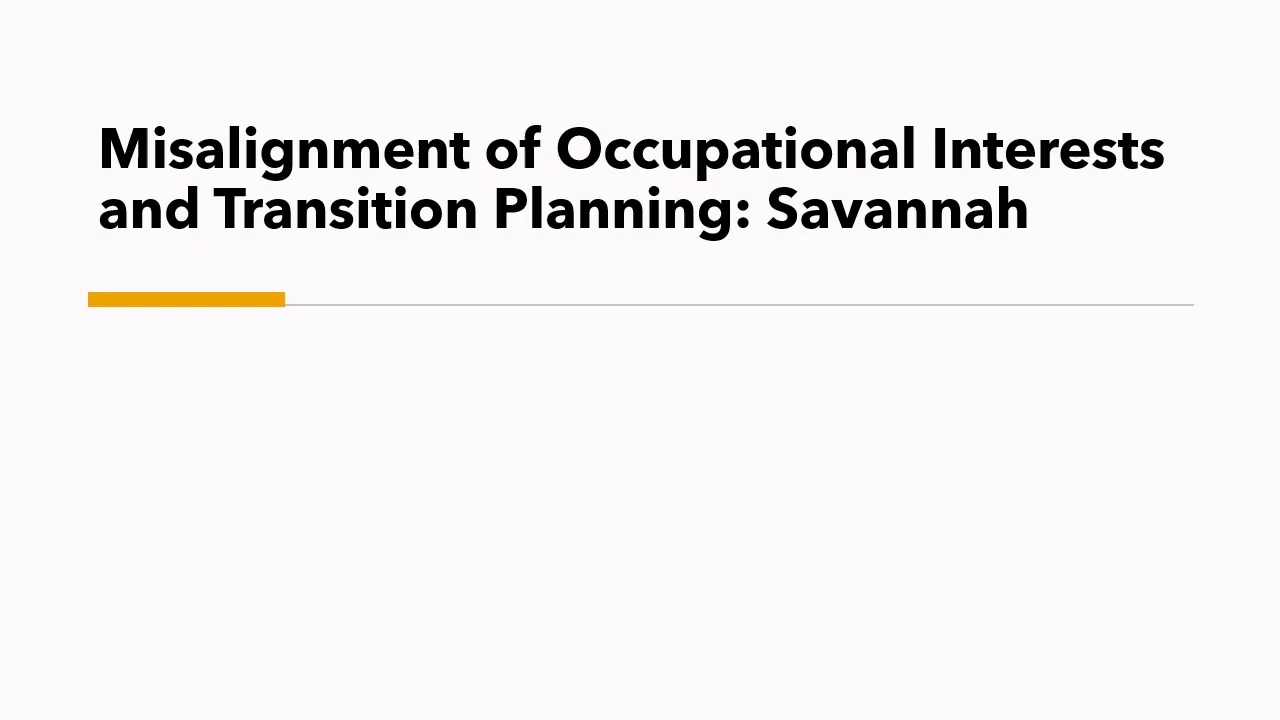 Misalignment of Occupational Interests
and Transition Planning: Savannah